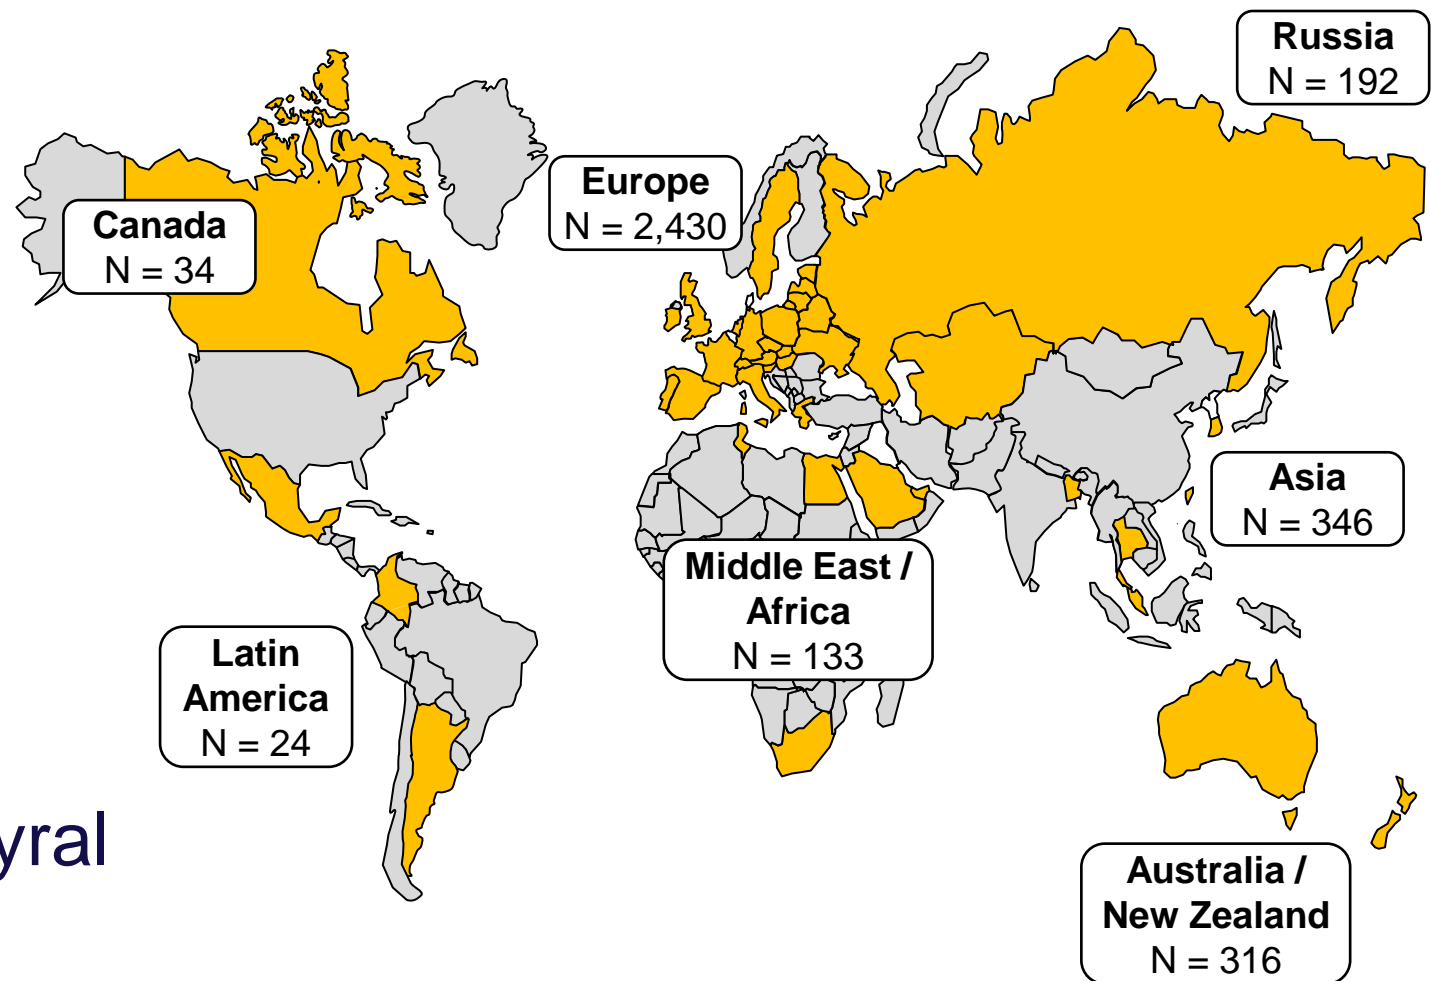 Russia
N = 192
Europe
N = 2,430
Canada
N = 34
Asia
N = 346
Middle East /
Africa
N = 133
Latin
America
N = 24
yral
Australia /
New Zealand
N = 316